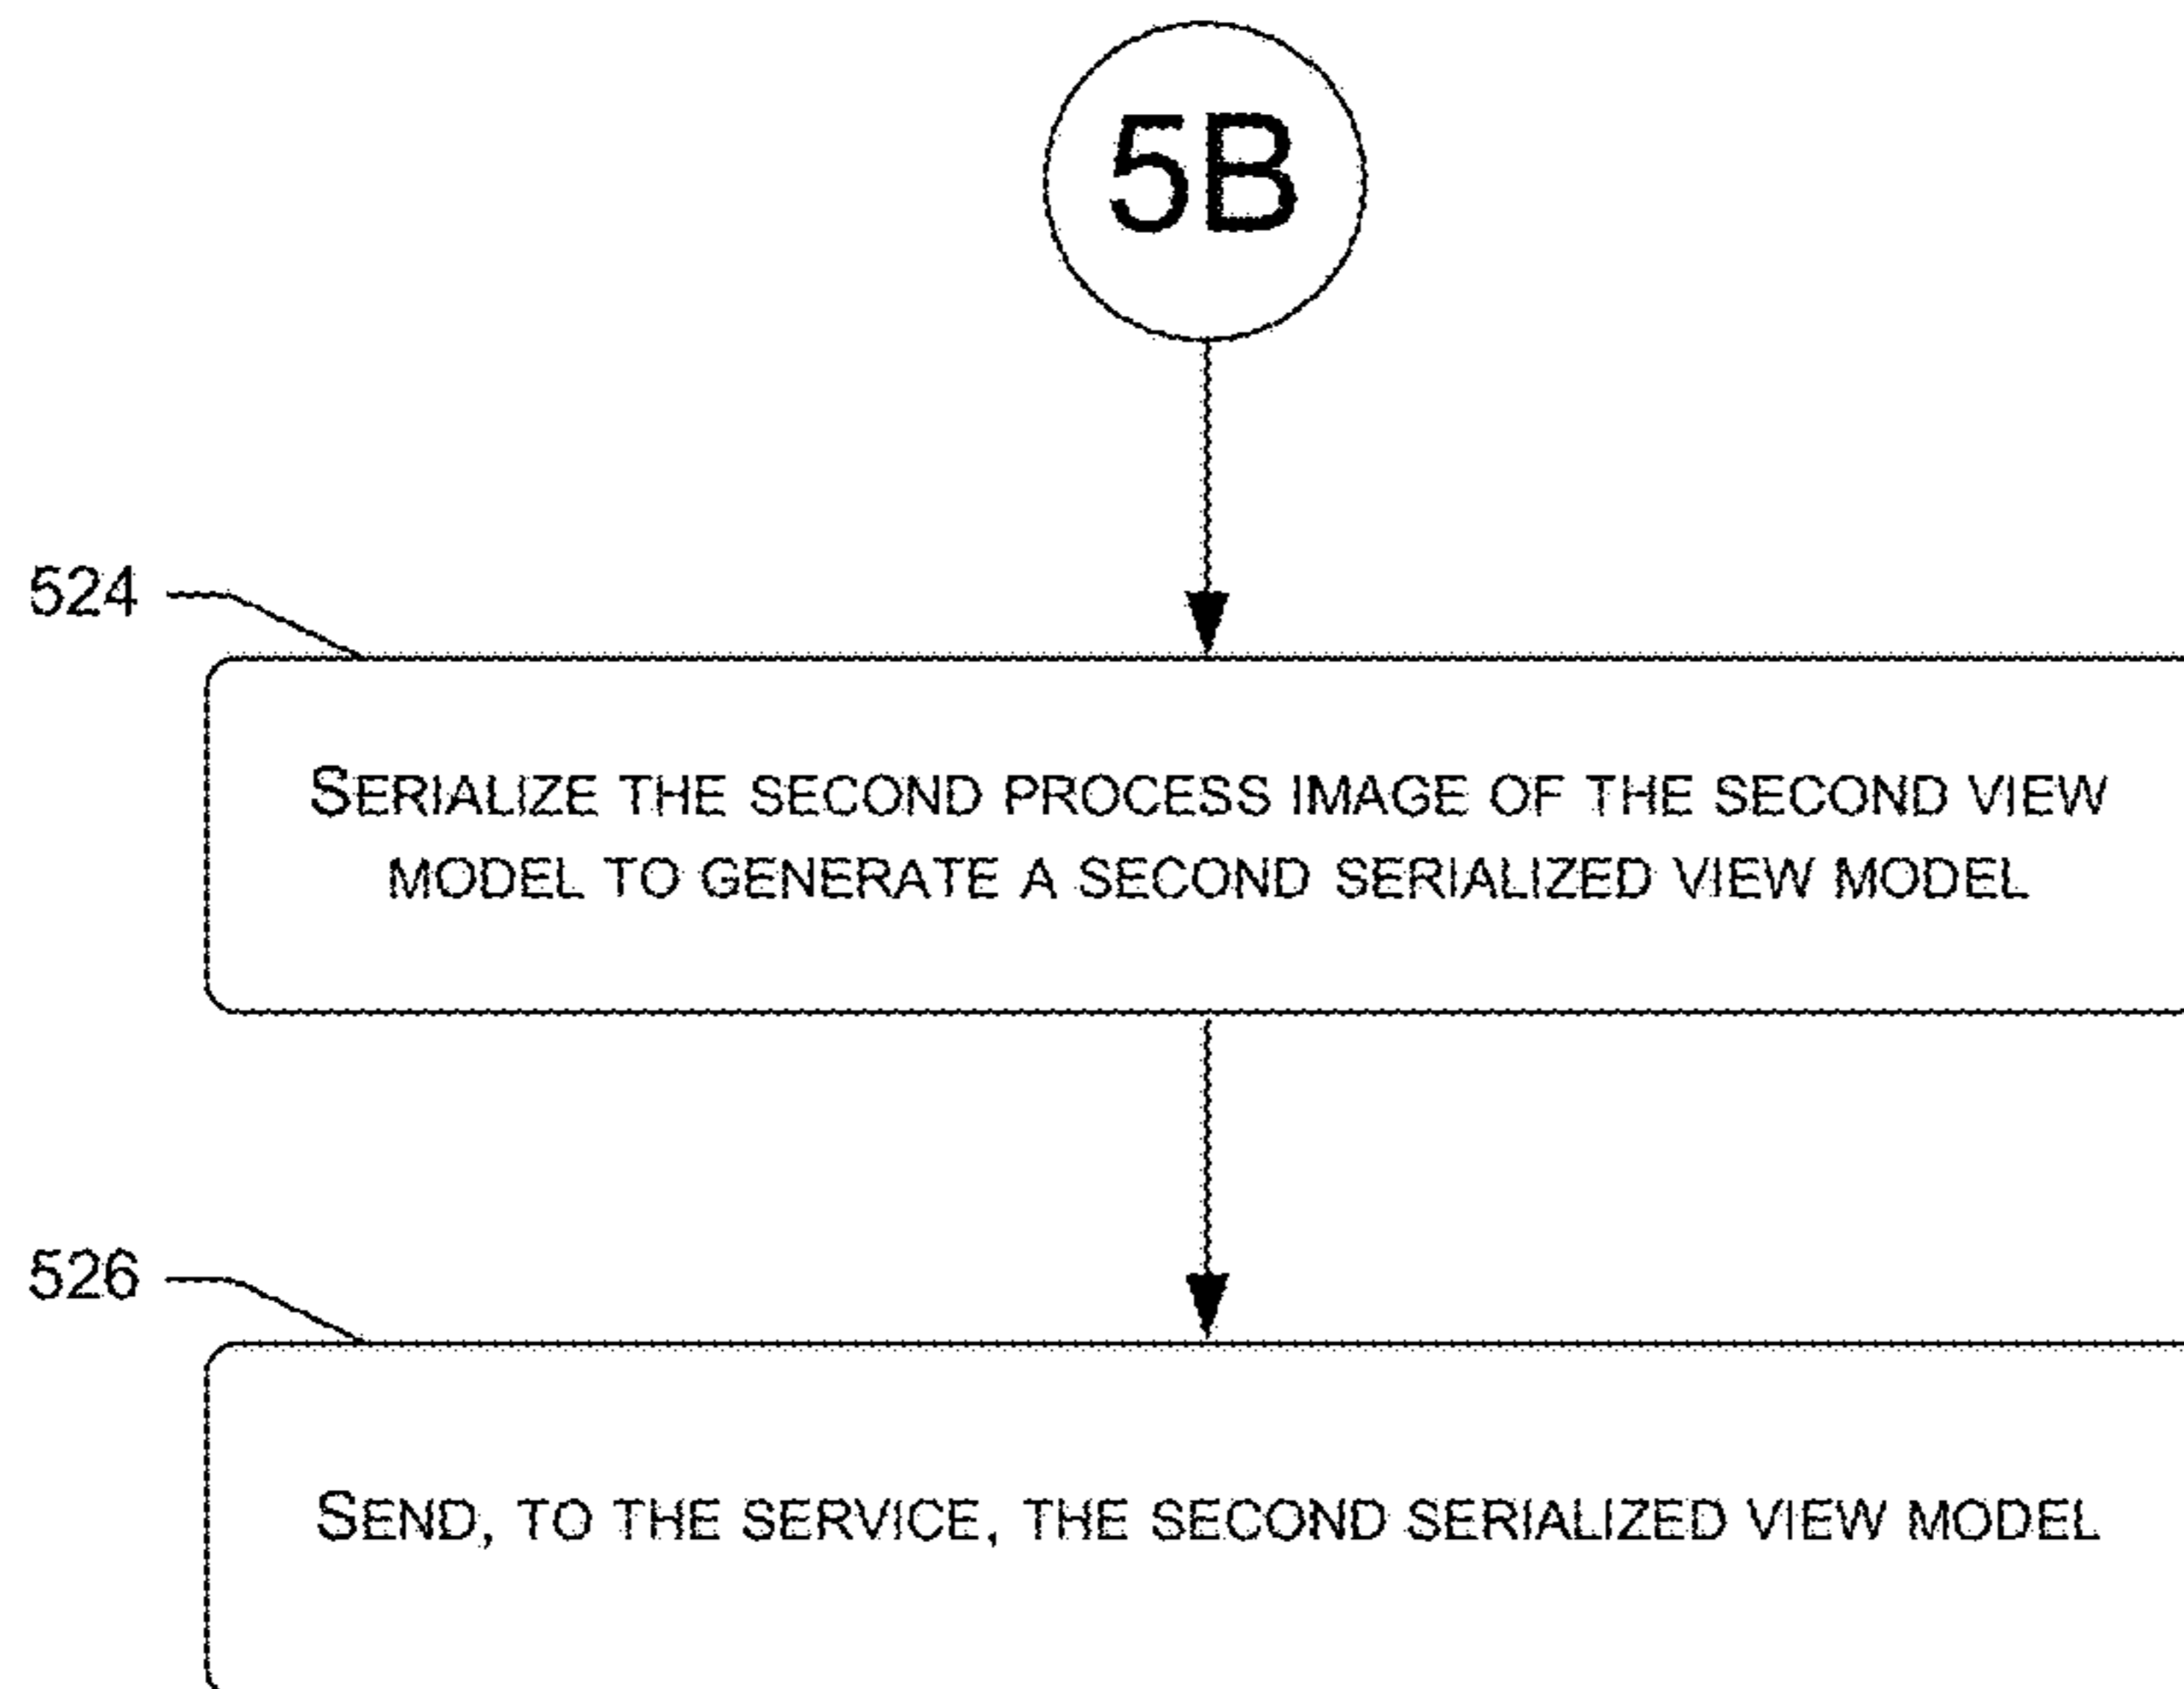 5B
524
SERIALIZE THE SECOND PROCESS IMAGE OF THE SECOND VIEW
MODEL TO GENERATE A SECOND SERIALIZED VIEW MODEL
526
SEND, TO THE SERVICE, THE SECOND SERIALIZED VIEW MODEL